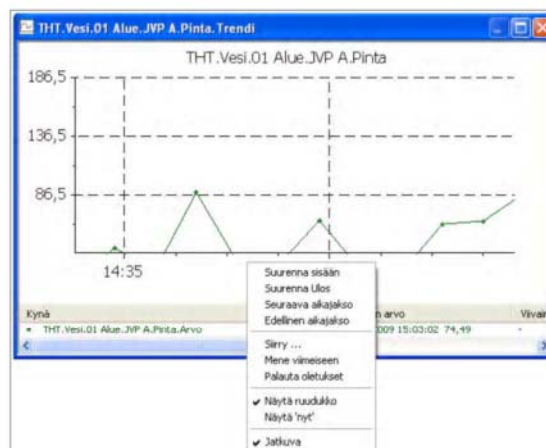 THT.Vesi.01 Alue.JVP A.Pinta.Trendi
THT.Vesi.01 Alue.JVP A.Pinta
186,5
136,5
86,5
14:35
Suurenna sisään
Suurenna Ulos
Seuraava aikajakso
Edellinen aikajakso
Kynä
n arvo
Viivain
THT.Vesi.01 Alue.JVP A.Pinta.Arvo
2009 15:03:02 74,49
-
Siirry ...
Mene viimeiseen
Palauta oletukset
Näytä ruudukko
Näytä 'nyt'
Jatkuva